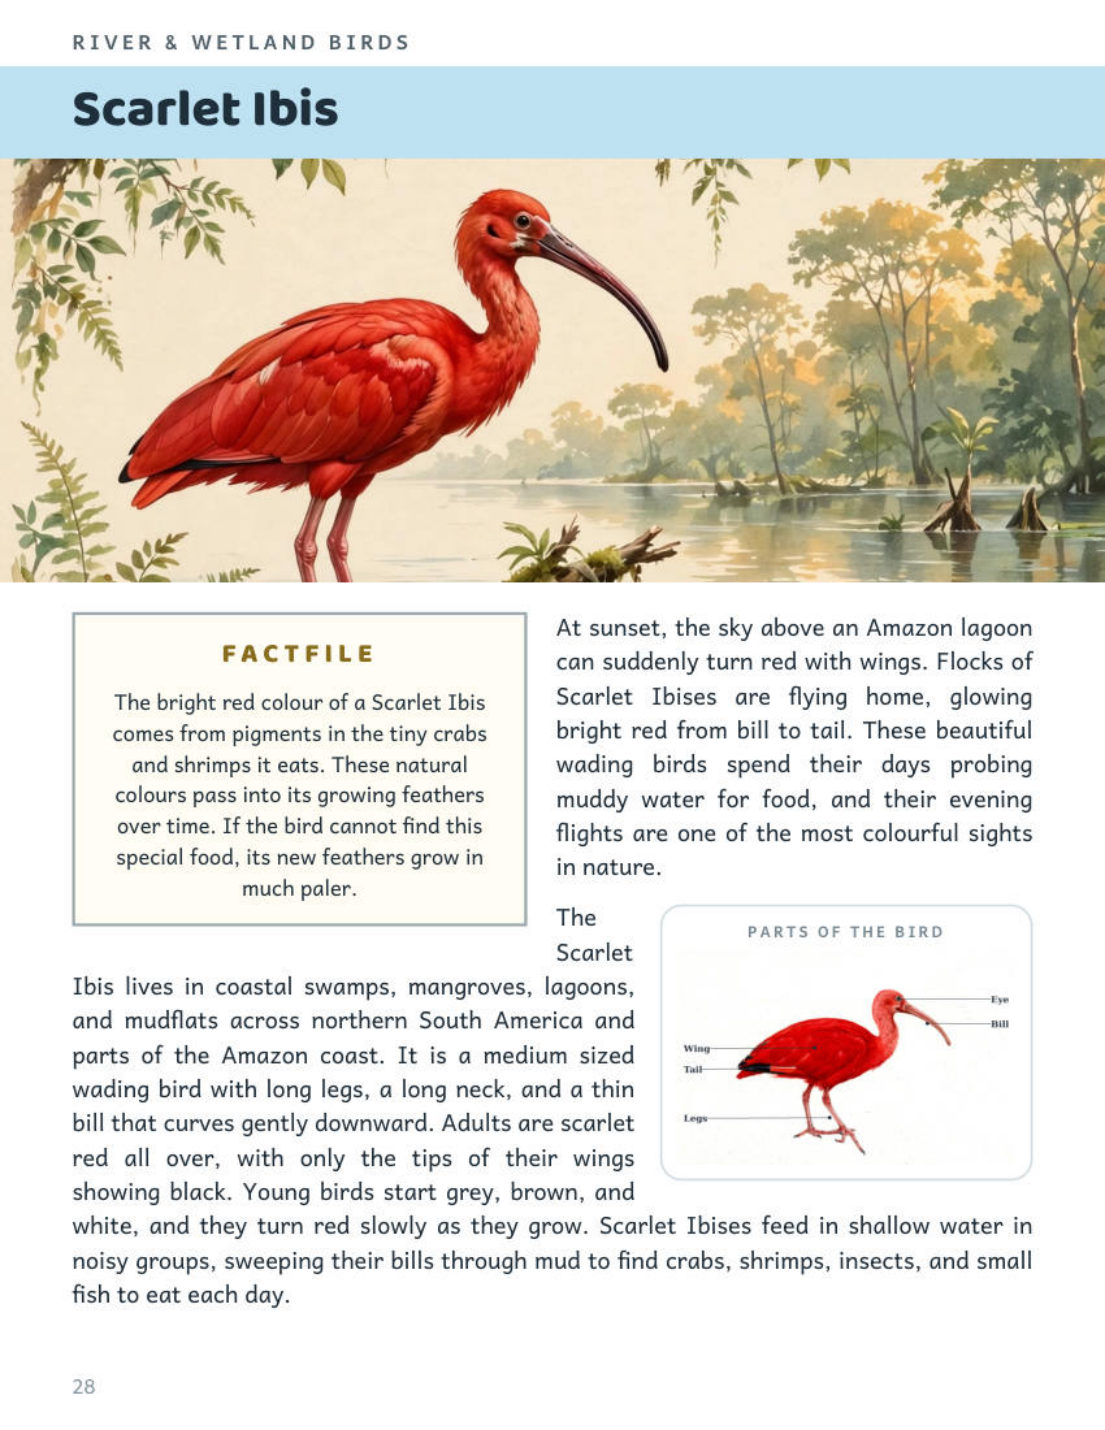 RIVER & WETLAND BIRDS
Scarlet Ibis
FACTFILE
The bright red colour of a Scarlet Ibis
comes from pigments in the tiny crabs
and shrimps it eats. These natural
colours pass into its growing feathers
over time. If the bird cannot find this
special food, its new feathers grow in
much paler.
At sunset, the sky above an Amazon lagoon
can suddenly turn red with wings. Flocks of
Scarlet Ibises are flying home, glowing
bright red from bill to tail. These beautiful
wading birds spend their days probing
muddy water for food, and their evening
flights are one of the most colourful sights
in nature.
The
Scarlet
Ibis lives in coastal swamps, mangroves, lagoons,
and mudflats across northern South America and
parts of the Amazon coast. It is a medium sized
wading bird with long legs, a long neck, and a thin
bill that curves gently downward. Adults are scarlet
red all over, with only the tips of their wings
showing black. Young birds start grey, brown, and
white, and they turn red slowly as they grow. Scarlet Ibises feed in shallow water in
noisy groups, sweeping their bills through mud to find crabs, shrimps, insects, and small
fish to eat each day.
PARTS OF THE BIRD
Eye
Bill
Wing
Tail
Legs
28